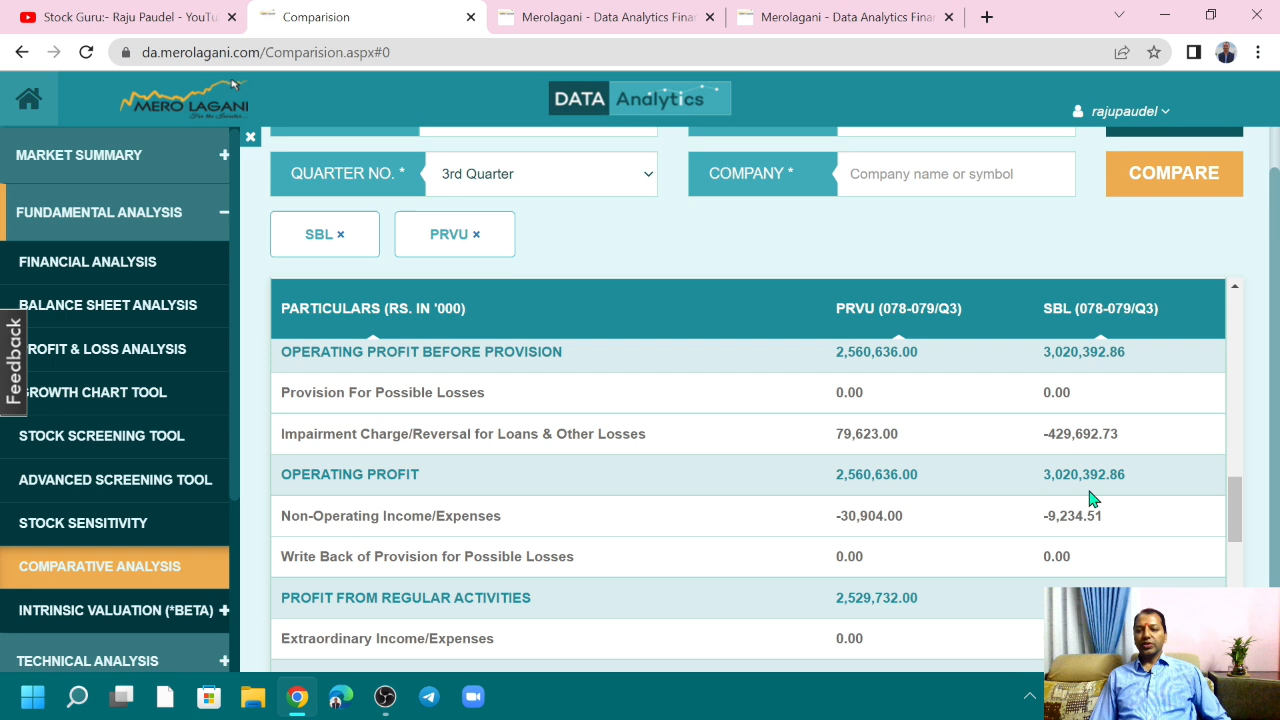 Stock Guru:- Raju Paudel - YouT
Comparision
Merolagani - Data Analytics Fina
Merolagani - Data Analytics Fina
da.merolagani.com/Comparision.aspx#0
MERO LAGANI
For the Investor...
DATA Analytics
rajupaudel
MARKET SUMMARY
FUNDAMENTAL ANALYSIS
FINANCIAL ANALYSIS
BALANCE SHEET ANALYSIS
ROFIT & LOSS ANALYSIS
GROWTH CHART TOOL
STOCK SCREENING TOOL
ADVANCED SCREENING TOOL
STOCK SENSITIVITY
COMPARATIVE ANALYSIS
INTRINSIC VALUATION (*BETA)
TECHNICAL ANALYSIS
Feedback
QUARTER NO. * 3rd Quarter COMPANY * Company name or symbol COMPARE
SBL × PRVU ×
PARTICULARS (RS. IN '000) PRVU (078-079/Q3) SBL (078-079/Q3)
OPERATING PROFIT BEFORE PROVISION 2,560,636.00 3,020,392.86
Provision For Possible Losses 0.00 0.00
Impairment Charge/Reversal for Loans & Other Losses 79,623.00 -429,692.73
OPERATING PROFIT 2,560,636.00 3,020,392.86
Non-Operating Income/Expenses -30,904.00 -9,234.51
Write Back of Provision for Possible Losses 0.00 0.00
PROFIT FROM REGULAR ACTIVITIES 2,529,732.00
Extraordinary Income/Expenses 0.00